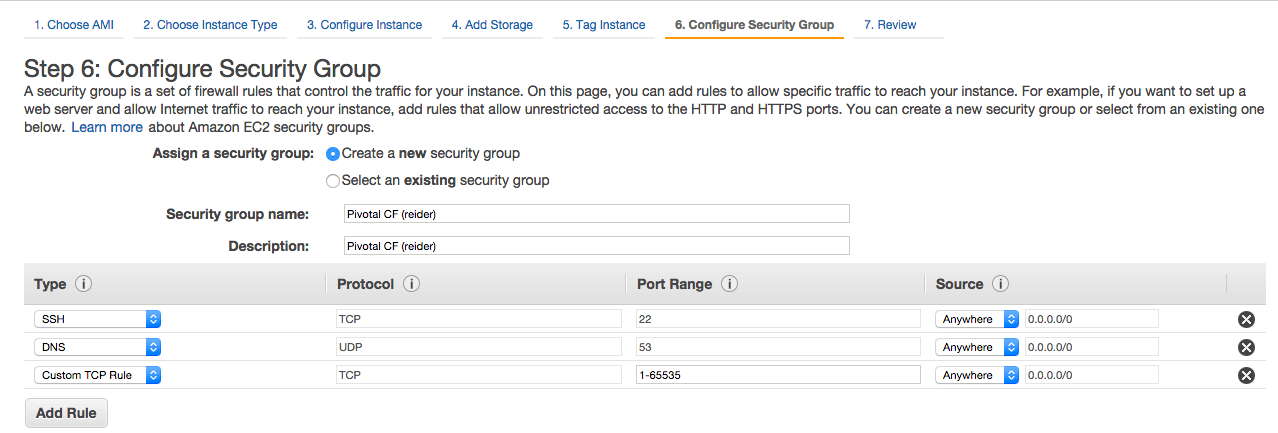 1. Choose AMI 2. Choose Instance Type 3. Configure Instance 4. Add Storage 5. Tag Instance 6. Configure Security Group 7. Review
Step 6: Configure Security Group
A security group is a set of firewall rules that control the traffic for your instance. On this page, you can add rules to allow specific traffic to reach your instance. For example, if you want to set up a
web server and allow Internet traffic to reach your instance, add rules that allow unrestricted access to the HTTP and HTTPS ports. You can create a new security group or select from an existing one
below. Learn more about Amazon EC2 security groups.
Assign a security group: Create a new security group
Select an existing security group
Security group name: Pivotal CF (reider)
Description: Pivotal CF (reider)
Type i Protocol i Port Range i Source i
SSH TCP 22 Anywhere 0.0.0.0/0
DNS UDP 53 Anywhere 0.0.0.0/0
Custom TCP Rule TCP 1-65535 Anywhere 0.0.0.0/0
Add Rule